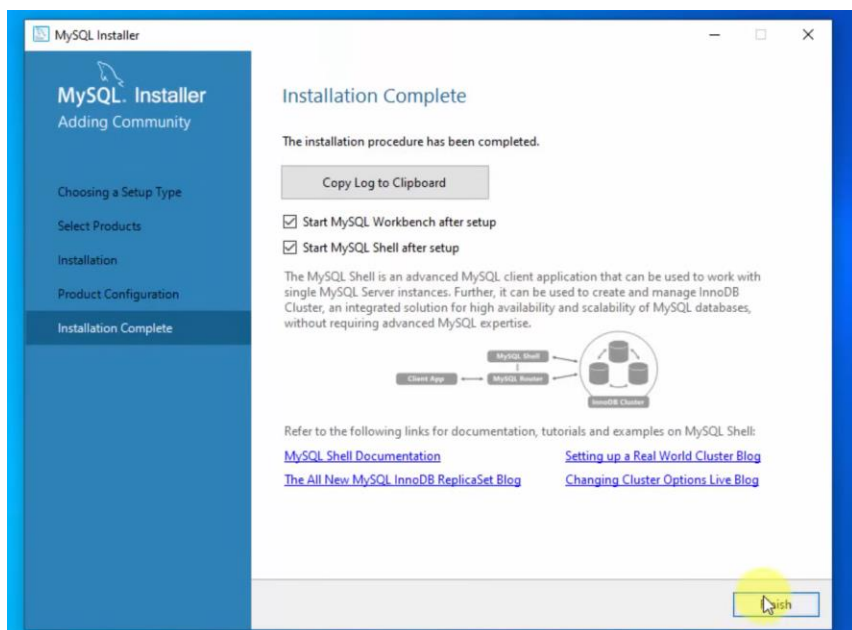 MySQL Installer
MySQL. Installer
Adding Community
Choosing a Setup Type
Select Products
Installation
Product Configuration
Installation Complete
Installation Complete
The installation procedure has been completed.
Copy Log to Clipboard
Start MySQL Workbench after setup
Start MySQL Shell after setup
The MySQL Shell is an advanced MySQL client application that can be used to work with
single MySQL Server instances. Further, it can be used to create and manage InnoDB
Cluster, an integrated solution for high availability and scalability of MySQL databases,
without requiring advanced MySQL expertise.
MySQL Shell
Client App
MySQL Router
InnoDB Cluster
Refer to the following links for documentation, tutorials and examples on MySQL Shell:
MySQL Shell Documentation
Setting up a Real World Cluster Blog
The All New MySQL InnoDB ReplicaSet Blog
Changing Cluster Options Live Blog
Finish